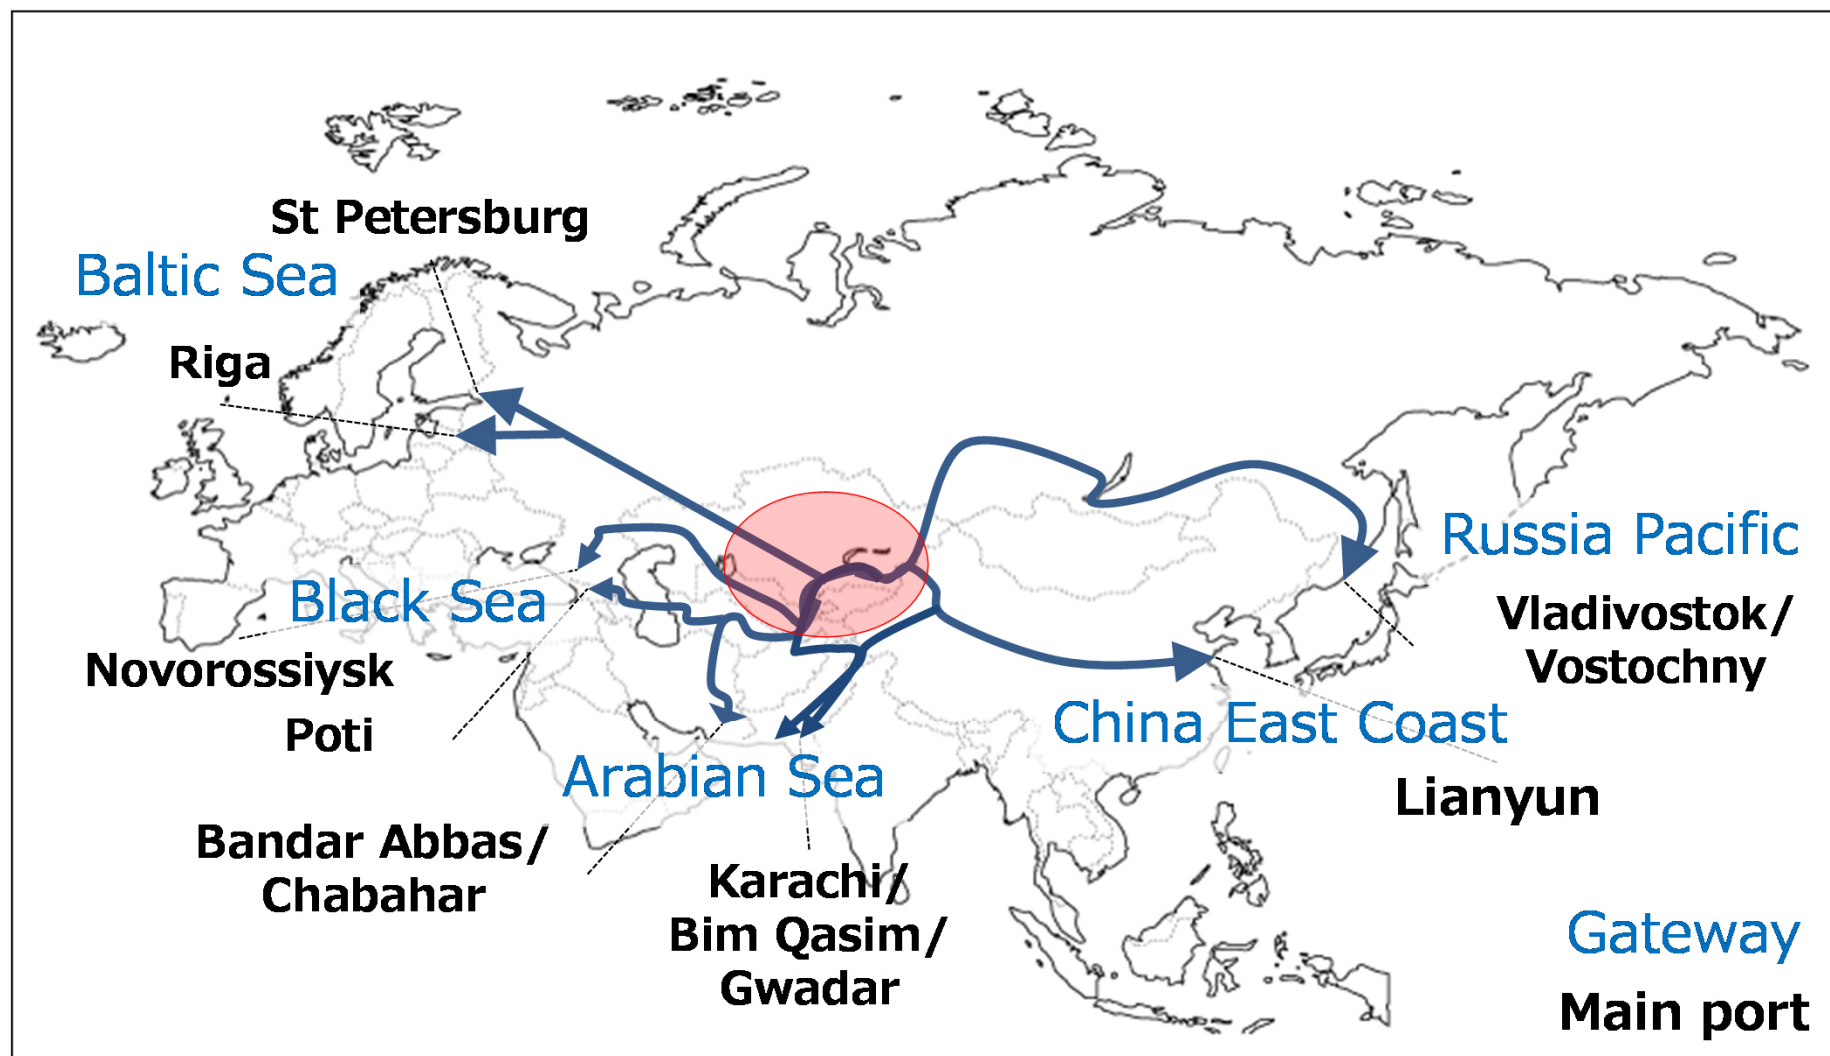 St Petersburg
Baltic Sea
Riga
Russia Pacific
Black Sea
Vladivostok/
Vostochny
Novorossiysk
Poti
China East Coast
Arabian Sea
Lianyun
Bandar Abbas/
Chabahar
Karachi/
Bim Qasim/
Gwadar
Gateway
Main port